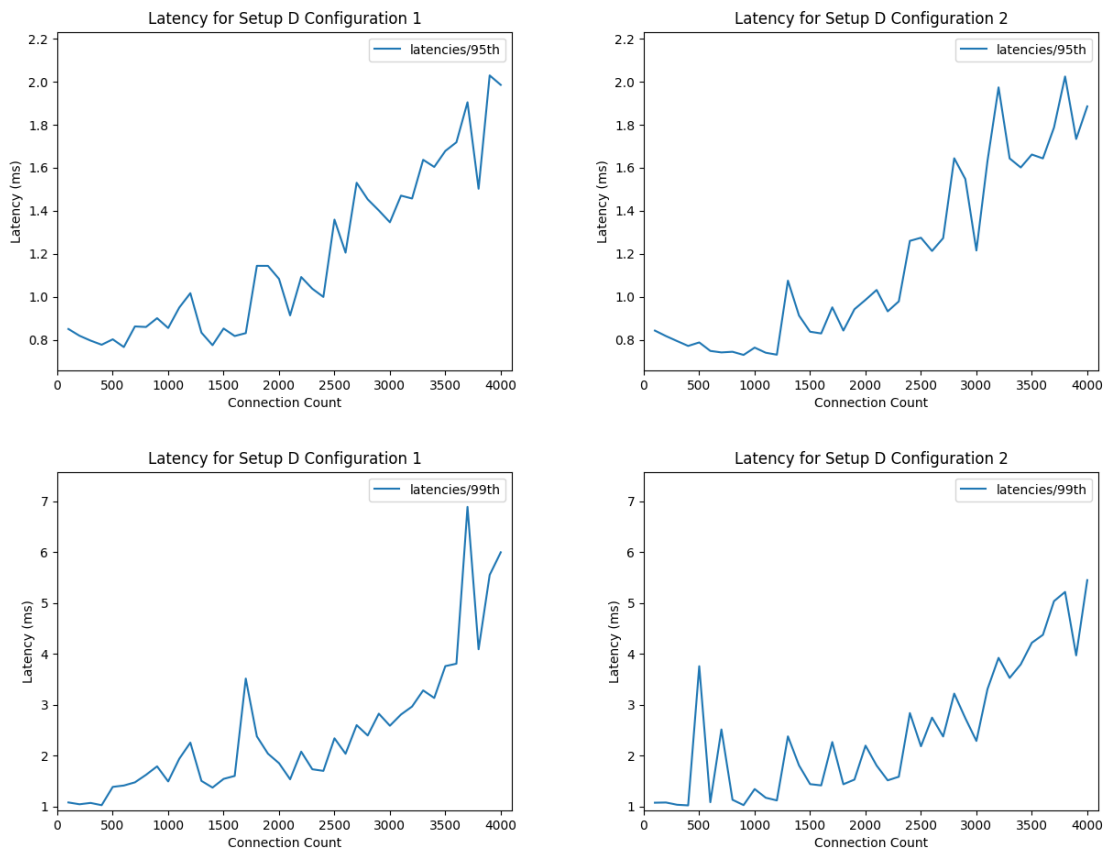 Latency for Setup D Configuration 1
latencies/95th
2.2
2.0
1.8
1.6
1.4
1.2
1.0
0.8
Latency (ms)
0 500 1000 1500 2000 2500 3000 3500 4000
Connection Count
Latency for Setup D Configuration 2
latencies/95th
2.2
2.0
1.8
1.6
1.4
1.2
1.0
0.8
Latency (ms)
0 500 1000 1500 2000 2500 3000 3500 4000
Connection Count
Latency for Setup D Configuration 1
latencies/99th
7
6
5
4
3
2
1
Latency (ms)
0 500 1000 1500 2000 2500 3000 3500 4000
Connection Count
Latency for Setup D Configuration 2
latencies/99th
7
6
5
4
3
2
1
Latency (ms)
0 500 1000 1500 2000 2500 3000 3500 4000
Connection Count